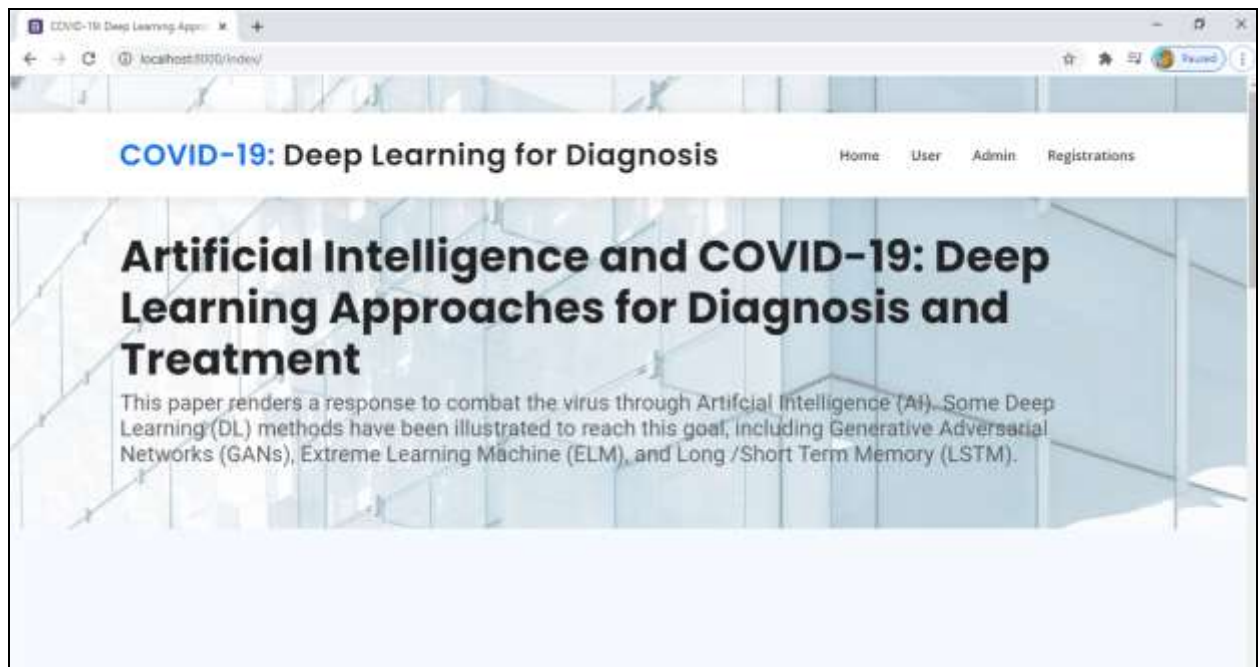 COVID-19: Deep Learning Appro
localhost:8000/index/
Paused
COVID-19: Deep Learning for Diagnosis
Home User Admin Registrations
Artificial Intelligence and COVID-19: Deep
Learning Approaches for Diagnosis and
Treatment
This paper renders a response to combat the virus through Artifcial Intelligence (AI). Some Deep
Learning (DL) methods have been illustrated to reach this goal, including Generative Adversarial
Networks (GANs), Extreme Learning Machine (ELM), and Long /Short Term Memory (LSTM).